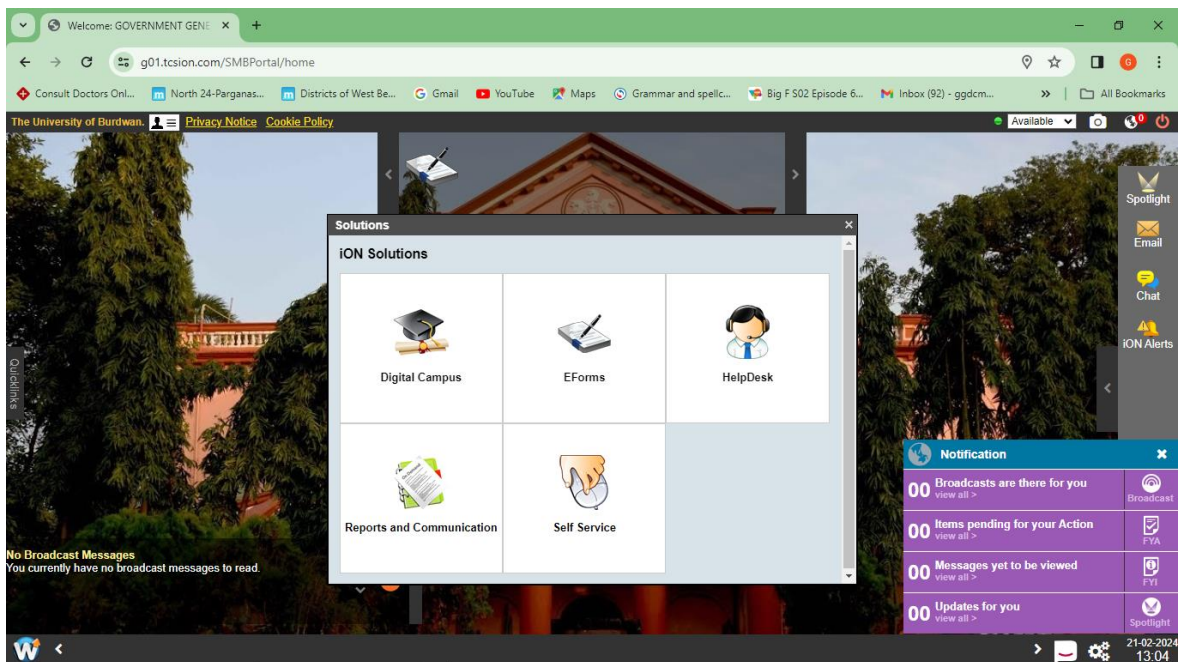 Welcome: GOVERNMENT GENE
g01.tcsion.com/SMBPortal/home
G
Consult Doctors Onl...
North 24-Parganas...
Districts of West Be...
Gmail
YouTube
Maps
Grammar and spellc...
Big F S02 Episode 6...
Inbox (92) - ggdcm...
»
All Bookmarks
The University of Burdwan.
Privacy Notice
Cookie Policy
Available
0
Spotlight
Email
Chat
iON Alerts
Quicklinks
Solutions
iON Solutions
Digital Campus
EForms
HelpDesk
Reports and Communication
Self Service
No Broadcast Messages
You currently have no broadcast messages to read.
Notification
00 Broadcasts are there for you
view all >
Broadcast
00 Items pending for your Action
view all >
FYA
00 Messages yet to be viewed
view all >
FYI
00 Updates for you
view all >
Spotlight
W
21-02-2024
13:04